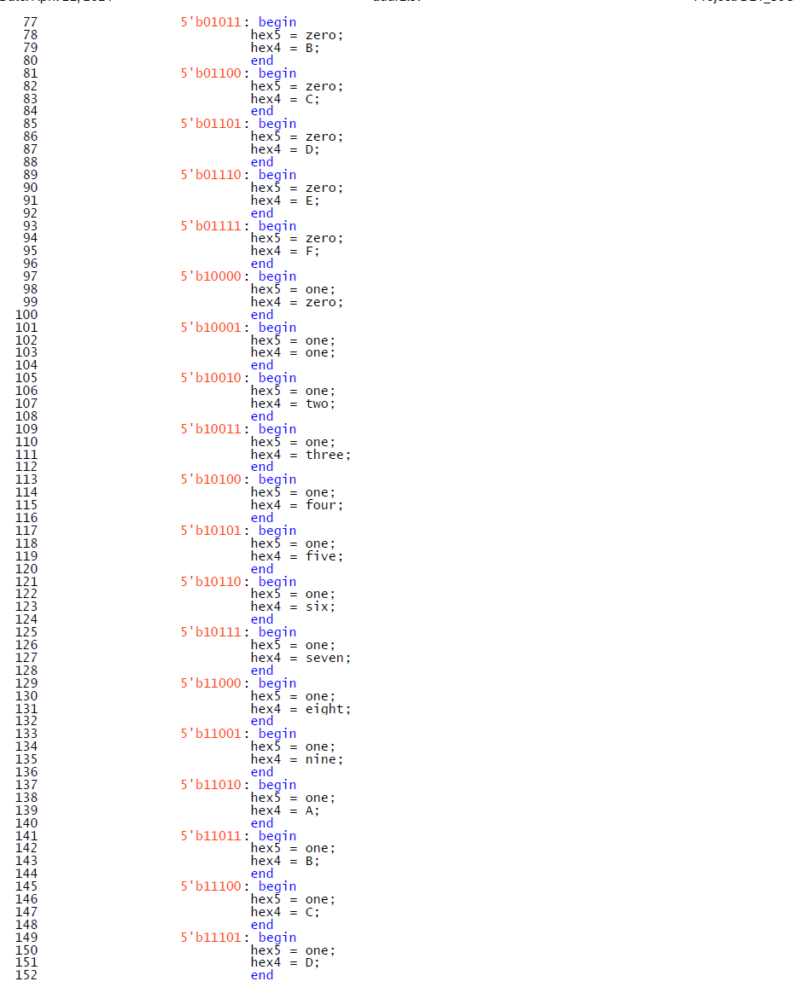 77 5'b01011: begin
78 hex5 = zero;
79 hex4 = B;
80 end
81 5'b01100: begin
82 hex5 = zero;
83 hex4 = C;
84 end
85 5'b01101: begin
86 hex5 = zero;
87 hex4 = D;
88 end
89 5'b01110: begin
90 hex5 = zero;
91 hex4 = E;
92 end
93 5'b01111: begin
94 hex5 = zero;
95 hex4 = F;
96 end
97 5'b10000: begin
98 hex5 = one;
99 hex4 = zero;
100 end
101 5'b10001: begin
102 hex5 = one;
103 hex4 = one;
104 end
105 5'b10010: begin
106 hex5 = one;
107 hex4 = two;
108 end
109 5'b10011: begin
110 hex5 = one;
111 hex4 = three;
112 end
113 5'b10100: begin
114 hex5 = one;
115 hex4 = four;
116 end
117 5'b10101: begin
118 hex5 = one;
119 hex4 = five;
120 end
121 5'b10110: begin
122 hex5 = one;
123 hex4 = six;
124 end
125 5'b10111: begin
126 hex5 = one;
127 hex4 = seven;
128 end
129 5'b11000: begin
130 hex5 = one;
131 hex4 = eight;
132 end
133 5'b11001: begin
134 hex5 = one;
135 hex4 = nine;
136 end
137 5'b11010: begin
138 hex5 = one;
139 hex4 = A;
140 end
141 5'b11011: begin
142 hex5 = one;
143 hex4 = B;
144 end
145 5'b11100: begin
146 hex5 = one;
147 hex4 = C;
148 end
149 5'b11101: begin
150 hex5 = one;
151 hex4 = D;
152 end